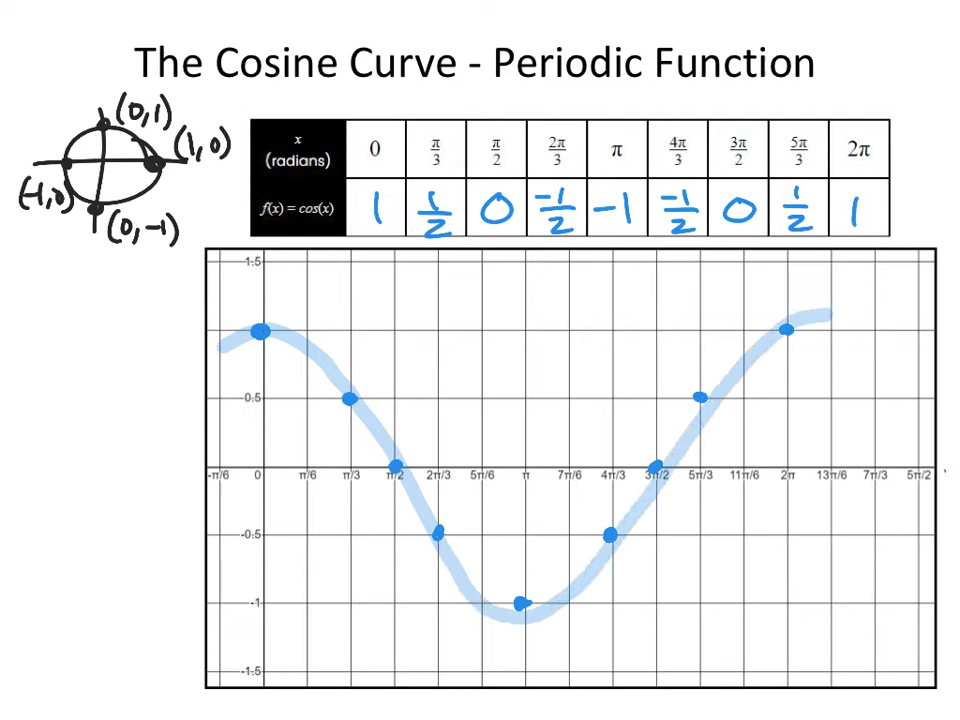 The Cosine Curve - Periodic Function
(0,1)
(1,0)
(-1,0)
(0,-1)
x (radians) 0 π/3 π/2 2π/3 π 4π/3 3π/2 5π/3 2π
f(x) = cos(x) 1 1/2 0 -1/2 -1 -1/2 0 1/2 1
1.5
0.5
-π/6 0 π/6 π/3 π/2 2π/3 5π/6 π 7π/6 4π/3 3π/2 5π/3 11π/6 2π 13π/6 7π/3 5π/2
-0.5
-1
-1.5